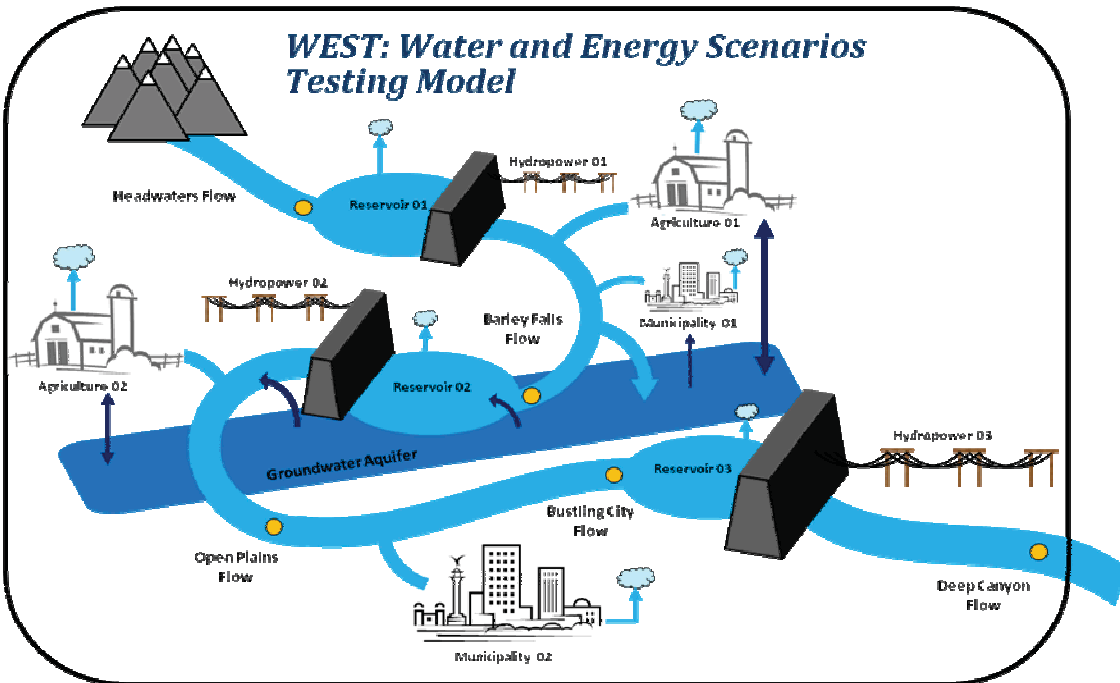 WEST: Water and Energy Scenarios
Testing Model
Hydropower 01
Headwaters Flow
Reservoir 01
Agriculture 01
Hydropower 02
Barley Falls
Flow
Municipality 01
Agriculture 02
Reservoir 02
Groundwater Aquifer
Hydropower 03
Reservoir 03
Bustling City
Flow
Open Plains
Flow
Deep Canyon
Flow
Municipality 02